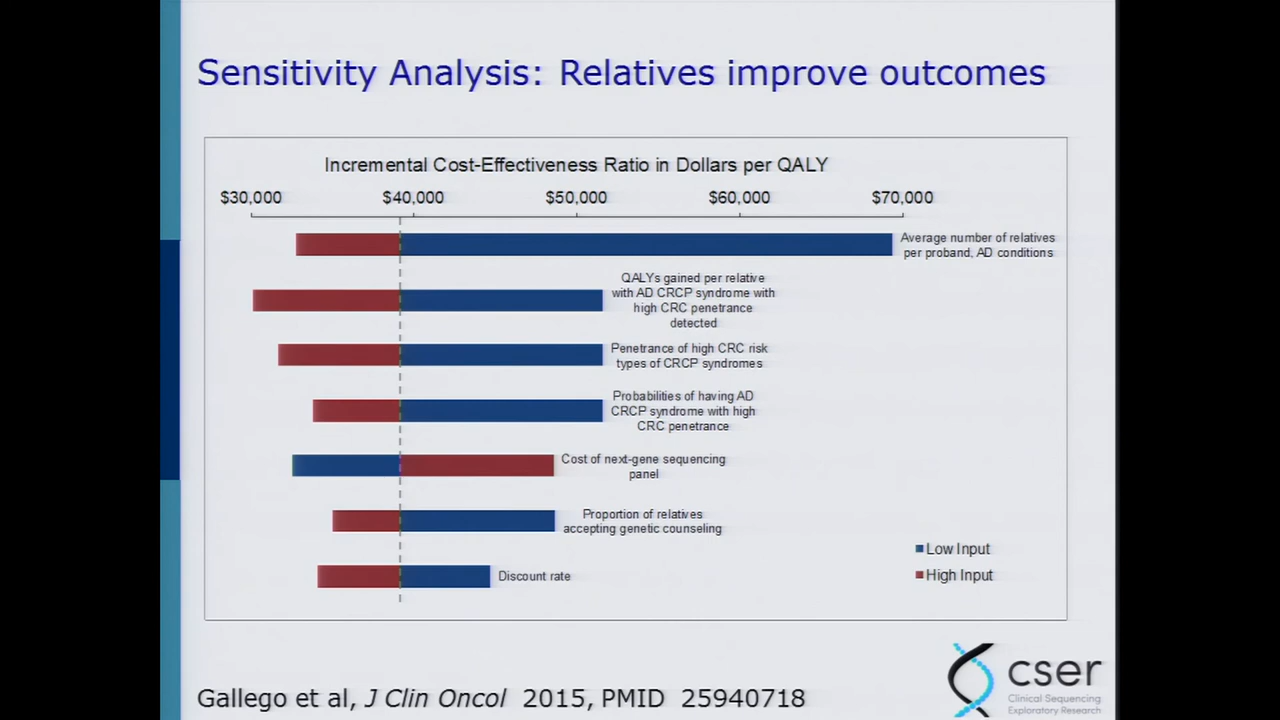 Sensitivity Analysis: Relatives improve outcomes
Incremental Cost-Effectiveness Ratio in Dollars per QALY
$30,000 $40,000 $50,000 $60,000 $70,000
Average number of relatives
per proband, AD conditions
QALYs gained per relative
with AD CRCP syndrome with
high CRC penetrance
detected
Penetrance of high CRC risk
types of CRCP syndromes
Probabilities of having AD
CRCP syndrome with high
CRC penetrance
Cost of next-gene sequencing
panel
Proportion of relatives
accepting genetic counseling
Discount rate
Low Input
High Input
Gallego et al, J Clin Oncol 2015, PMID 25940718
cser
Clinical Sequencing
Exploratory Research